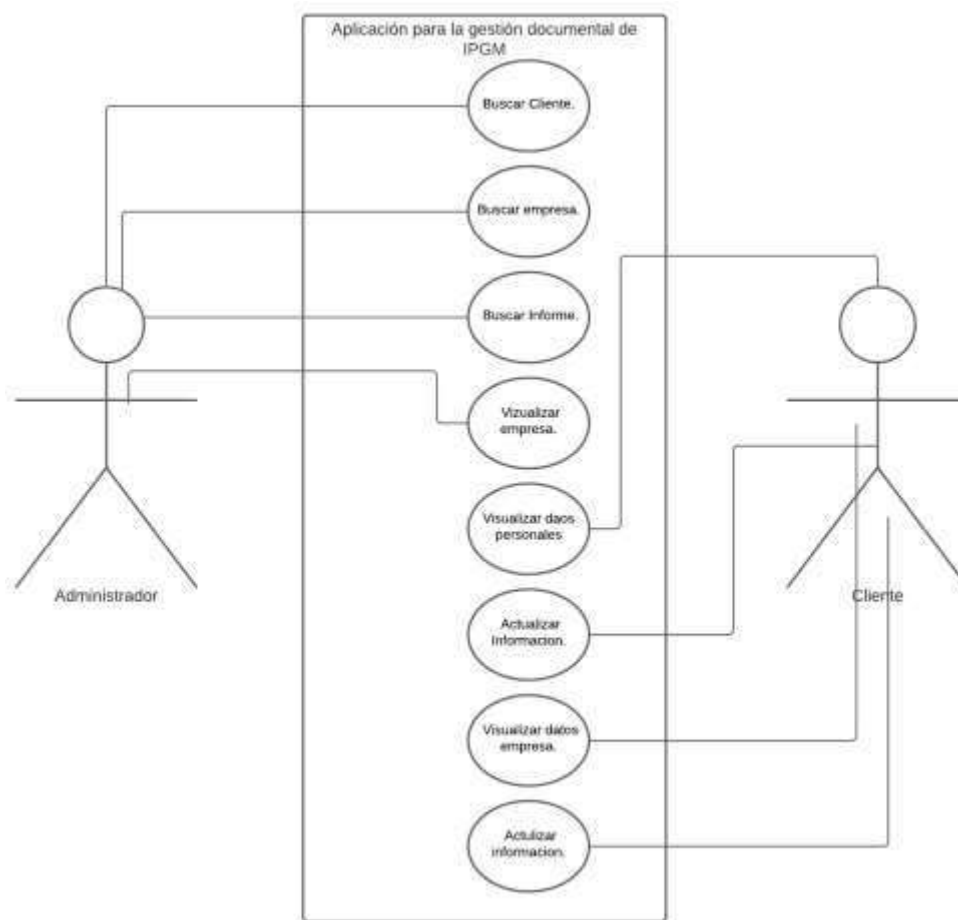 Aplicación para la gestión documental de
IPGM
Buscar Cliente.
Buscar empresa.
Buscar Informe.
Vizualizar
empresa.
Visualizar daos
personales
Administrador
Cliente
Actualizar
Informacion.
Visualizar datos
empresa.
Actulizar
informacion.